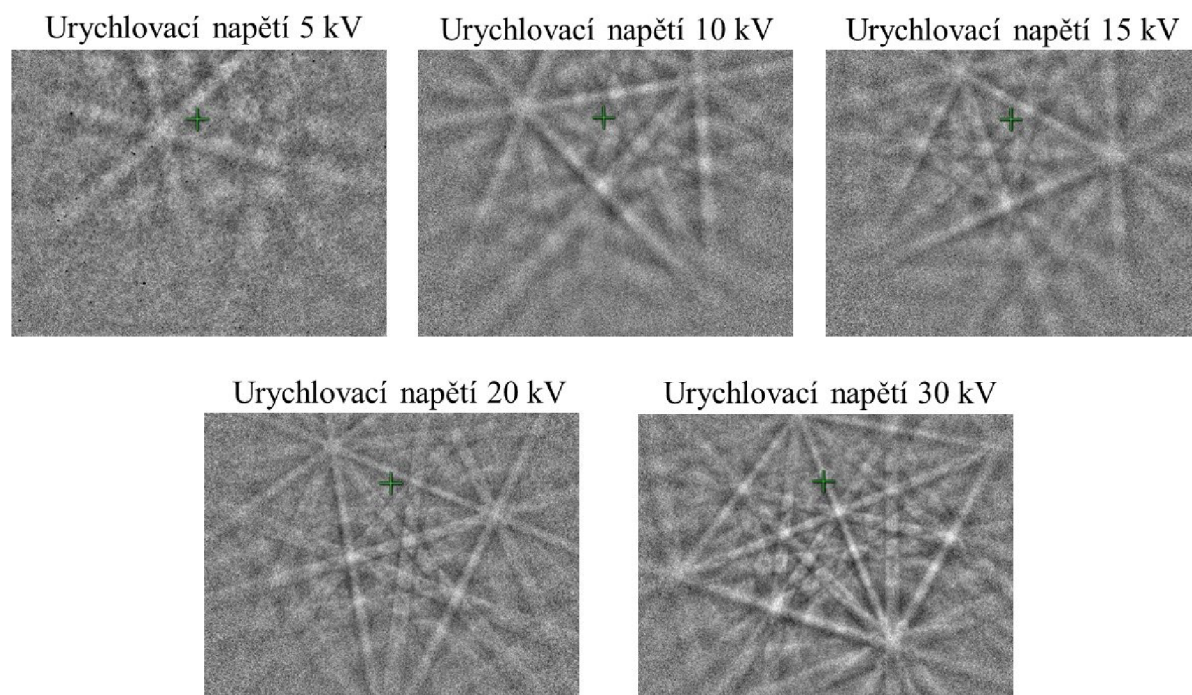 Urychlovací napětí 5 kV
Urychlovací napětí 10 kV
Urychlovací napětí 15 kV
Urychlovací napětí 20 kV
Urychlovací napětí 30 kV